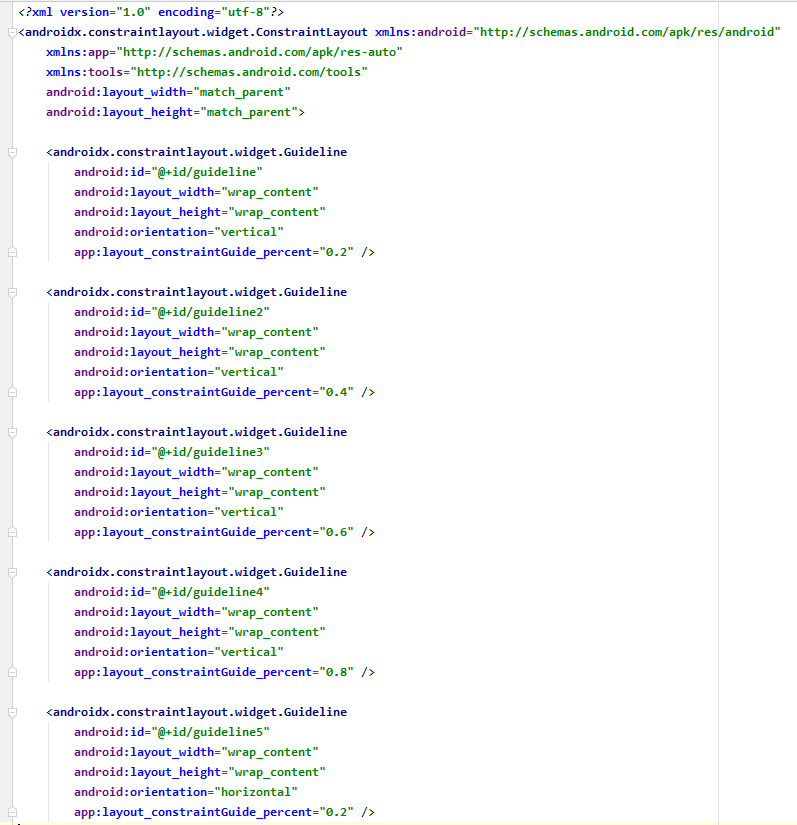 <?xml version="1.0" encoding="utf-8"?>
<androidx.constraintlayout.widget.ConstraintLayout xmlns:android="http://schemas.android.com/apk/res/android"
    xmlns:app="http://schemas.android.com/apk/res-auto"
    xmlns:tools="http://schemas.android.com/tools"
    android:layout_width="match_parent"
    android:layout_height="match_parent">

    <androidx.constraintlayout.widget.Guideline
        android:id="@+id/guideline"
        android:layout_width="wrap_content"
        android:layout_height="wrap_content"
        android:orientation="vertical"
        app:layout_constraintGuide_percent="0.2" />

    <androidx.constraintlayout.widget.Guideline
        android:id="@+id/guideline2"
        android:layout_width="wrap_content"
        android:layout_height="wrap_content"
        android:orientation="vertical"
        app:layout_constraintGuide_percent="0.4" />

    <androidx.constraintlayout.widget.Guideline
        android:id="@+id/guideline3"
        android:layout_width="wrap_content"
        android:layout_height="wrap_content"
        android:orientation="vertical"
        app:layout_constraintGuide_percent="0.6" />

    <androidx.constraintlayout.widget.Guideline
        android:id="@+id/guideline4"
        android:layout_width="wrap_content"
        android:layout_height="wrap_content"
        android:orientation="vertical"
        app:layout_constraintGuide_percent="0.8" />

    <androidx.constraintlayout.widget.Guideline
        android:id="@+id/guideline5"
        android:layout_width="wrap_content"
        android:layout_height="wrap_content"
        android:orientation="horizontal"
        app:layout_constraintGuide_percent="0.2" />